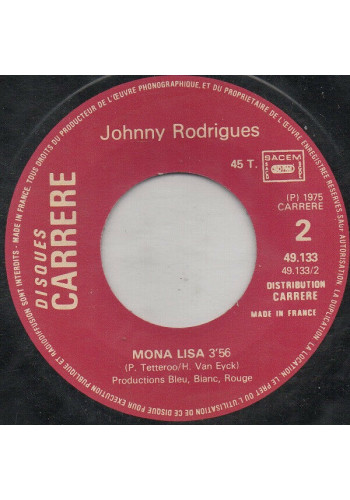 TOUS DROITS DU PRODUCTEUR DE L'ŒUVRE PHONOGRAPHIQUE, ET DU PROPRIETAIRE DE L'ŒUVRE ENREGISTREE RESERVES. SAUF AUTORISATION, LA DUPLICATION, LA LOCATION, LE PRET OU L'UTILISATION DE CE DISQUE POUR EXECUTION PUBLIQUE ET RADIODIFFUSION SONT INTERDITS - MADE IN FRANCE.
Johnny Rodrigues
45 T.
SACEM
DISQUES
CARRERE
(P) 1975
CARRERE
2
49.133
49.133/2
DISTRIBUTION
CARRERE
MADE IN FRANCE
MONA LISA 3'56
(P. Tetteroo/H. Van Eyck)
Productions Bleu, Blanc, Rouge